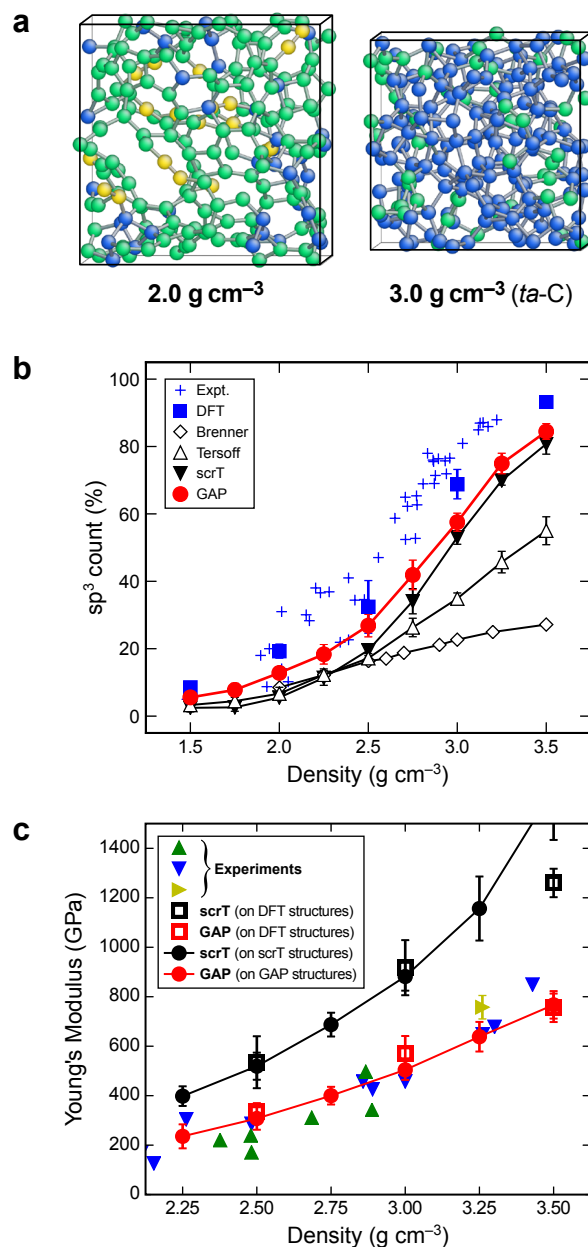 a
2.0 g cm⁻³
3.0 g cm⁻³ (ta-C)
b
100
80
60
40
20
0
sp³ count (%)
Expt.
DFT
Brenner
Tersoff
scrT
GAP
1.5 2.0 2.5 3.0 3.5
Density (g cm⁻³)
c
1400
1200
1000
800
600
400
200
0
Young's Modulus (GPa)
Experiments
scrT (on DFT structures)
GAP (on DFT structures)
scrT (on scrT structures)
GAP (on GAP structures)
2.25 2.50 2.75 3.00 3.25 3.50
Density (g cm⁻³)